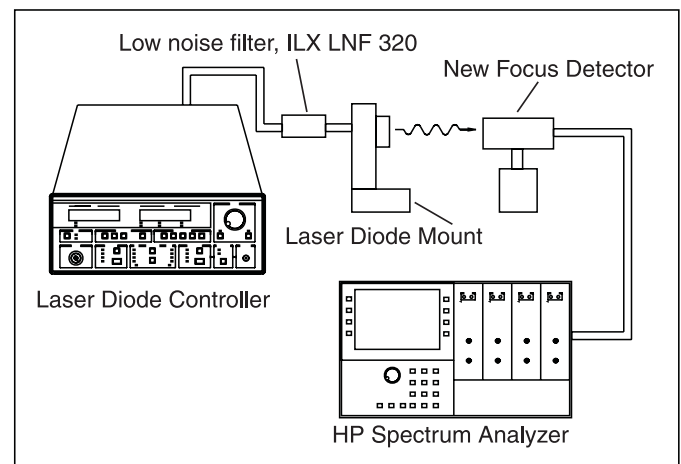 Low noise filter, ILX LNF 320
New Focus Detector
Laser Diode Mount
Laser Diode Controller
HP Spectrum Analyzer